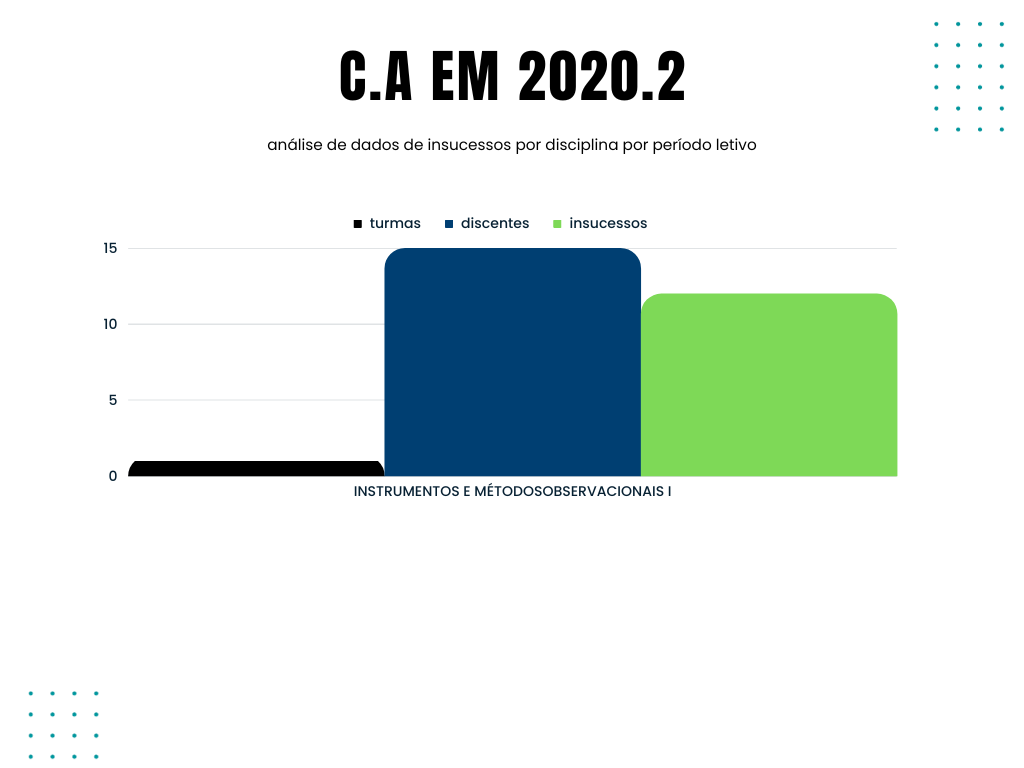 C.A EM 2020.2
análise de dados de insucessos por disciplina por período letivo
turmas discentes insucessos
15
10
5
0
INSTRUMENTOS E MÉTODOSOBSERVACIONAIS I